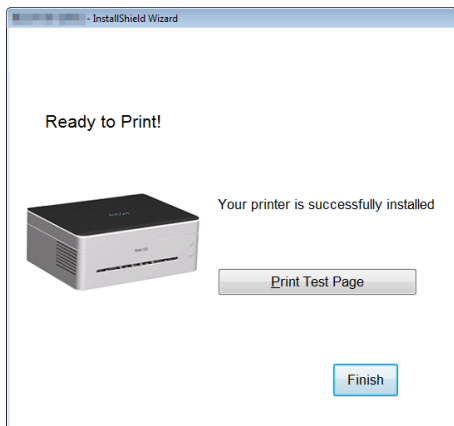 - InstallShield Wizard
Ready to Print!
Your printer is successfully installed
Print Test Page
Finish